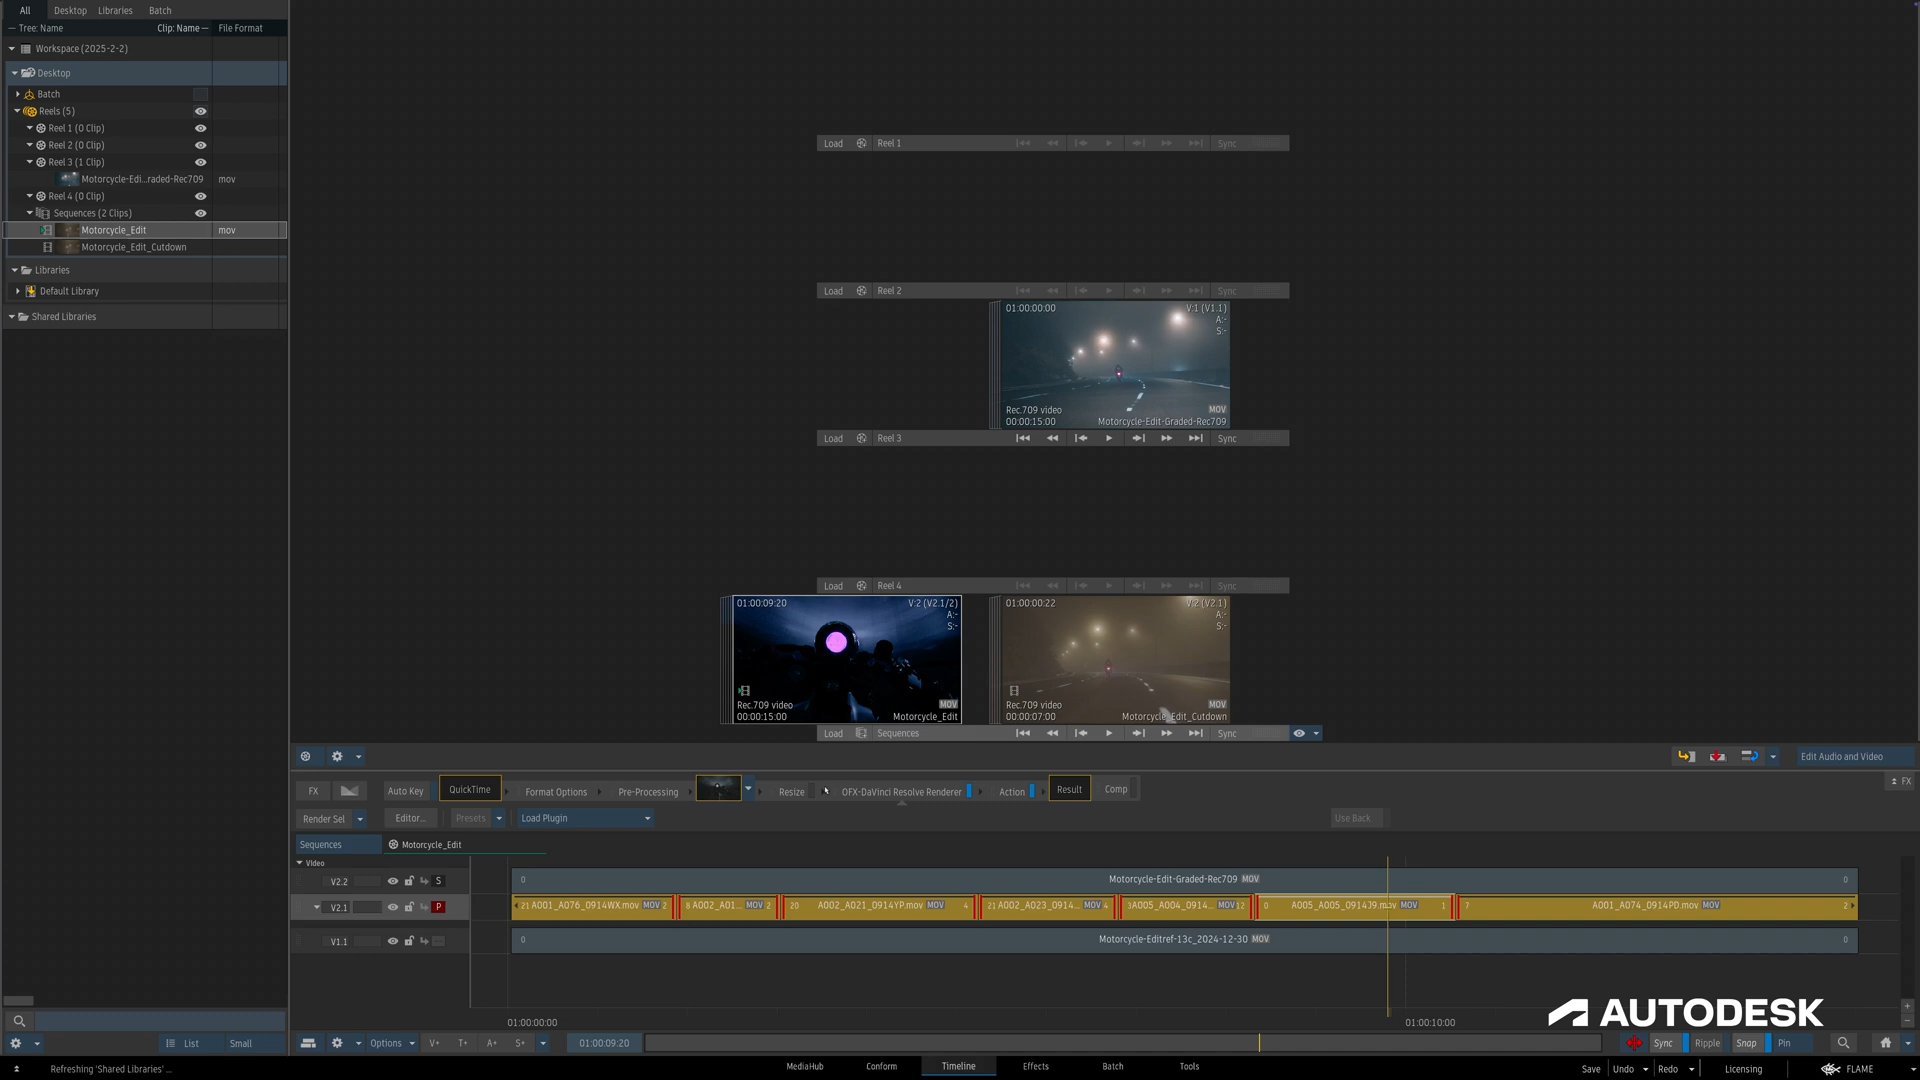 All Desktop Libraries Batch
Tree: Name Clip: Name File Format
Workspace (2025-2-2)
Desktop
Batch
Reels (5)
Reel 1 (0 Clip)
Reel 2 (0 Clip)
Reel 3 (1 Clip)
Motorcycle-Edi...raded-Rec709 mov
Reel 4 (0 Clip)
Sequences (2 Clips)
Motorcycle_Edit mov
Motorcycle_Edit_Cutdown
Libraries
Default Library
Shared Libraries
Load Reel 1 Sync
Load Reel 2 Sync
01:00:00:00 V:1 (V1.1)
A:-
S:-
Rec.709 video MOV
00:00:15:00 Motorcycle-Edit-Graded-Rec709
Load Reel 3 Sync
Load Reel 4 Sync
01:00:09:20 V:2 (V2.1/2)
A:-
S:-
Rec.709 video MOV
00:00:15:00 Motorcycle_Edit
01:00:00:22 V:2 (V2.1)
A:-
S:-
Rec.709 video MOV
00:00:07:00 Motorcycle_Edit_Cutdown
Load Sequences Sync
Edit Audio and Video
FX Auto Key QuickTime Format Options Pre-Processing Resize OFX-DaVinci Resolve Renderer Action Result Comp FX
Render Sel Editor... Presets Load Plugin Use Back
Sequences Motorcycle_Edit
Video
V2.2 S 0 Motorcycle-Edit-Graded-Rec709 MOV 0
V2.1 P 21 A001_A076_0914WX.mov MOV 2 8 A002_A01... MOV 2 20 A002_A021_0914YP.mov MOV 4 21 A002_A023_0914... MOV 4 3 A005_A004_0914... MOV 12 0 A005_A005_0914J9.mov MOV 1 7 A001_A074_0914PD.mov MOV 2
V1.1 0 Motorcycle-Editref-13c_2024-12-30 MOV 0
AUTODESK
01:00:00:00 01:00:10:00
List Small Options V+ T+ A+ S+ 01:00:09:20 Sync Ripple Snap Pin
Refreshing 'Shared Libraries' ... MediaHub Conform Timeline Effects Batch Tools Save Undo Redo Licensing FLAME